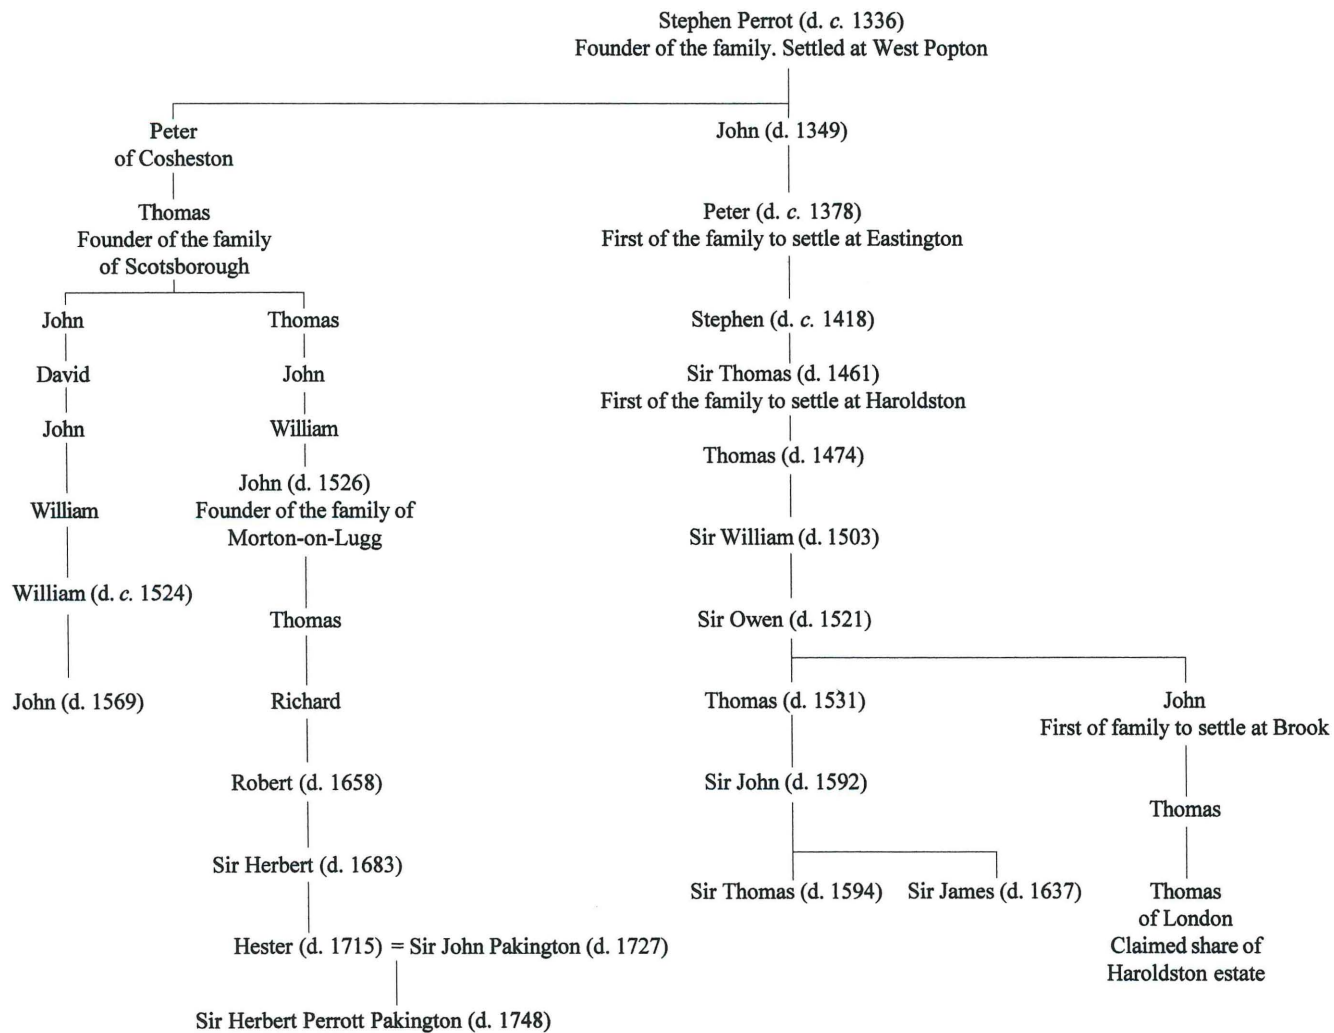 Stephen Perrot (d. c. 1336)
Founder of the family. Settled at West Popton
Peter
of Cosheston
John (d. 1349)
Thomas
Founder of the family
of Scotsborough
Peter (d. c. 1378)
First of the family to settle at Eastington
John
Thomas
Stephen (d. c. 1418)
David
John
Sir Thomas (d. 1461)
First of the family to settle at Haroldston
John
William
Thomas (d. 1474)
John (d. 1526)
Founder of the family of
Morton-on-Lugg
William
Sir William (d. 1503)
William (d. c. 1524)
Thomas
Sir Owen (d. 1521)
John (d. 1569)
Richard
Thomas (d. 1531)
John
First of family to settle at Brook
Robert (d. 1658)
Sir John (d. 1592)
Thomas
Sir Herbert (d. 1683)
Sir Thomas (d. 1594)
Sir James (d. 1637)
Thomas
of London
Claimed share of
Haroldston estate
Hester (d. 1715) = Sir John Pakington (d. 1727)
Sir Herbert Perrott Pakington (d. 1748)